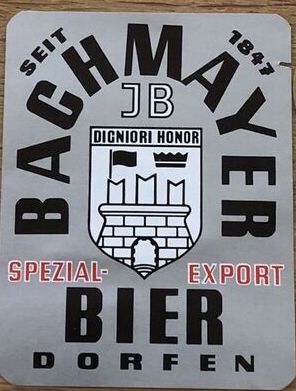 SEIT 1847
BACHMAYER
JB
DIGNIORI HONOR
SPEZIAL- EXPORT
BIER
DORFEN